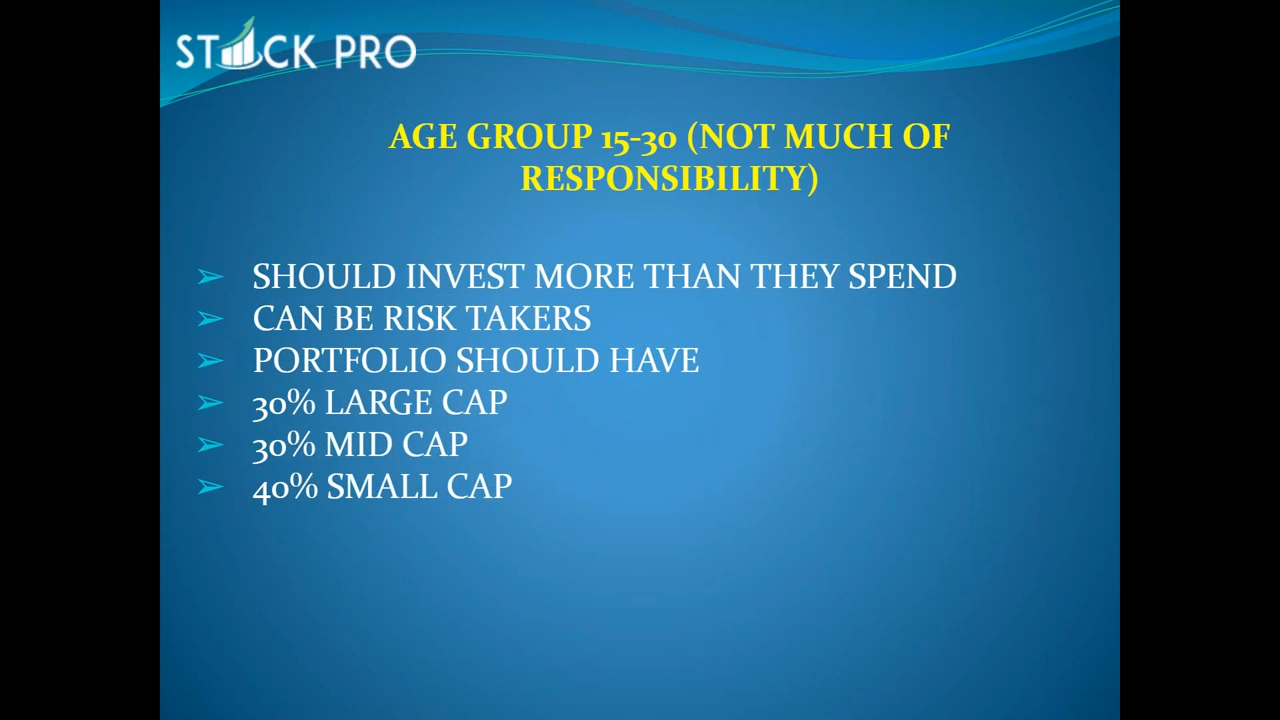 STOCK PRO
AGE GROUP 15-30 (NOT MUCH OF
RESPONSIBILITY)
➢ SHOULD INVEST MORE THAN THEY SPEND
➢ CAN BE RISK TAKERS
➢ PORTFOLIO SHOULD HAVE
➢ 30% LARGE CAP
➢ 30% MID CAP
➢ 40% SMALL CAP